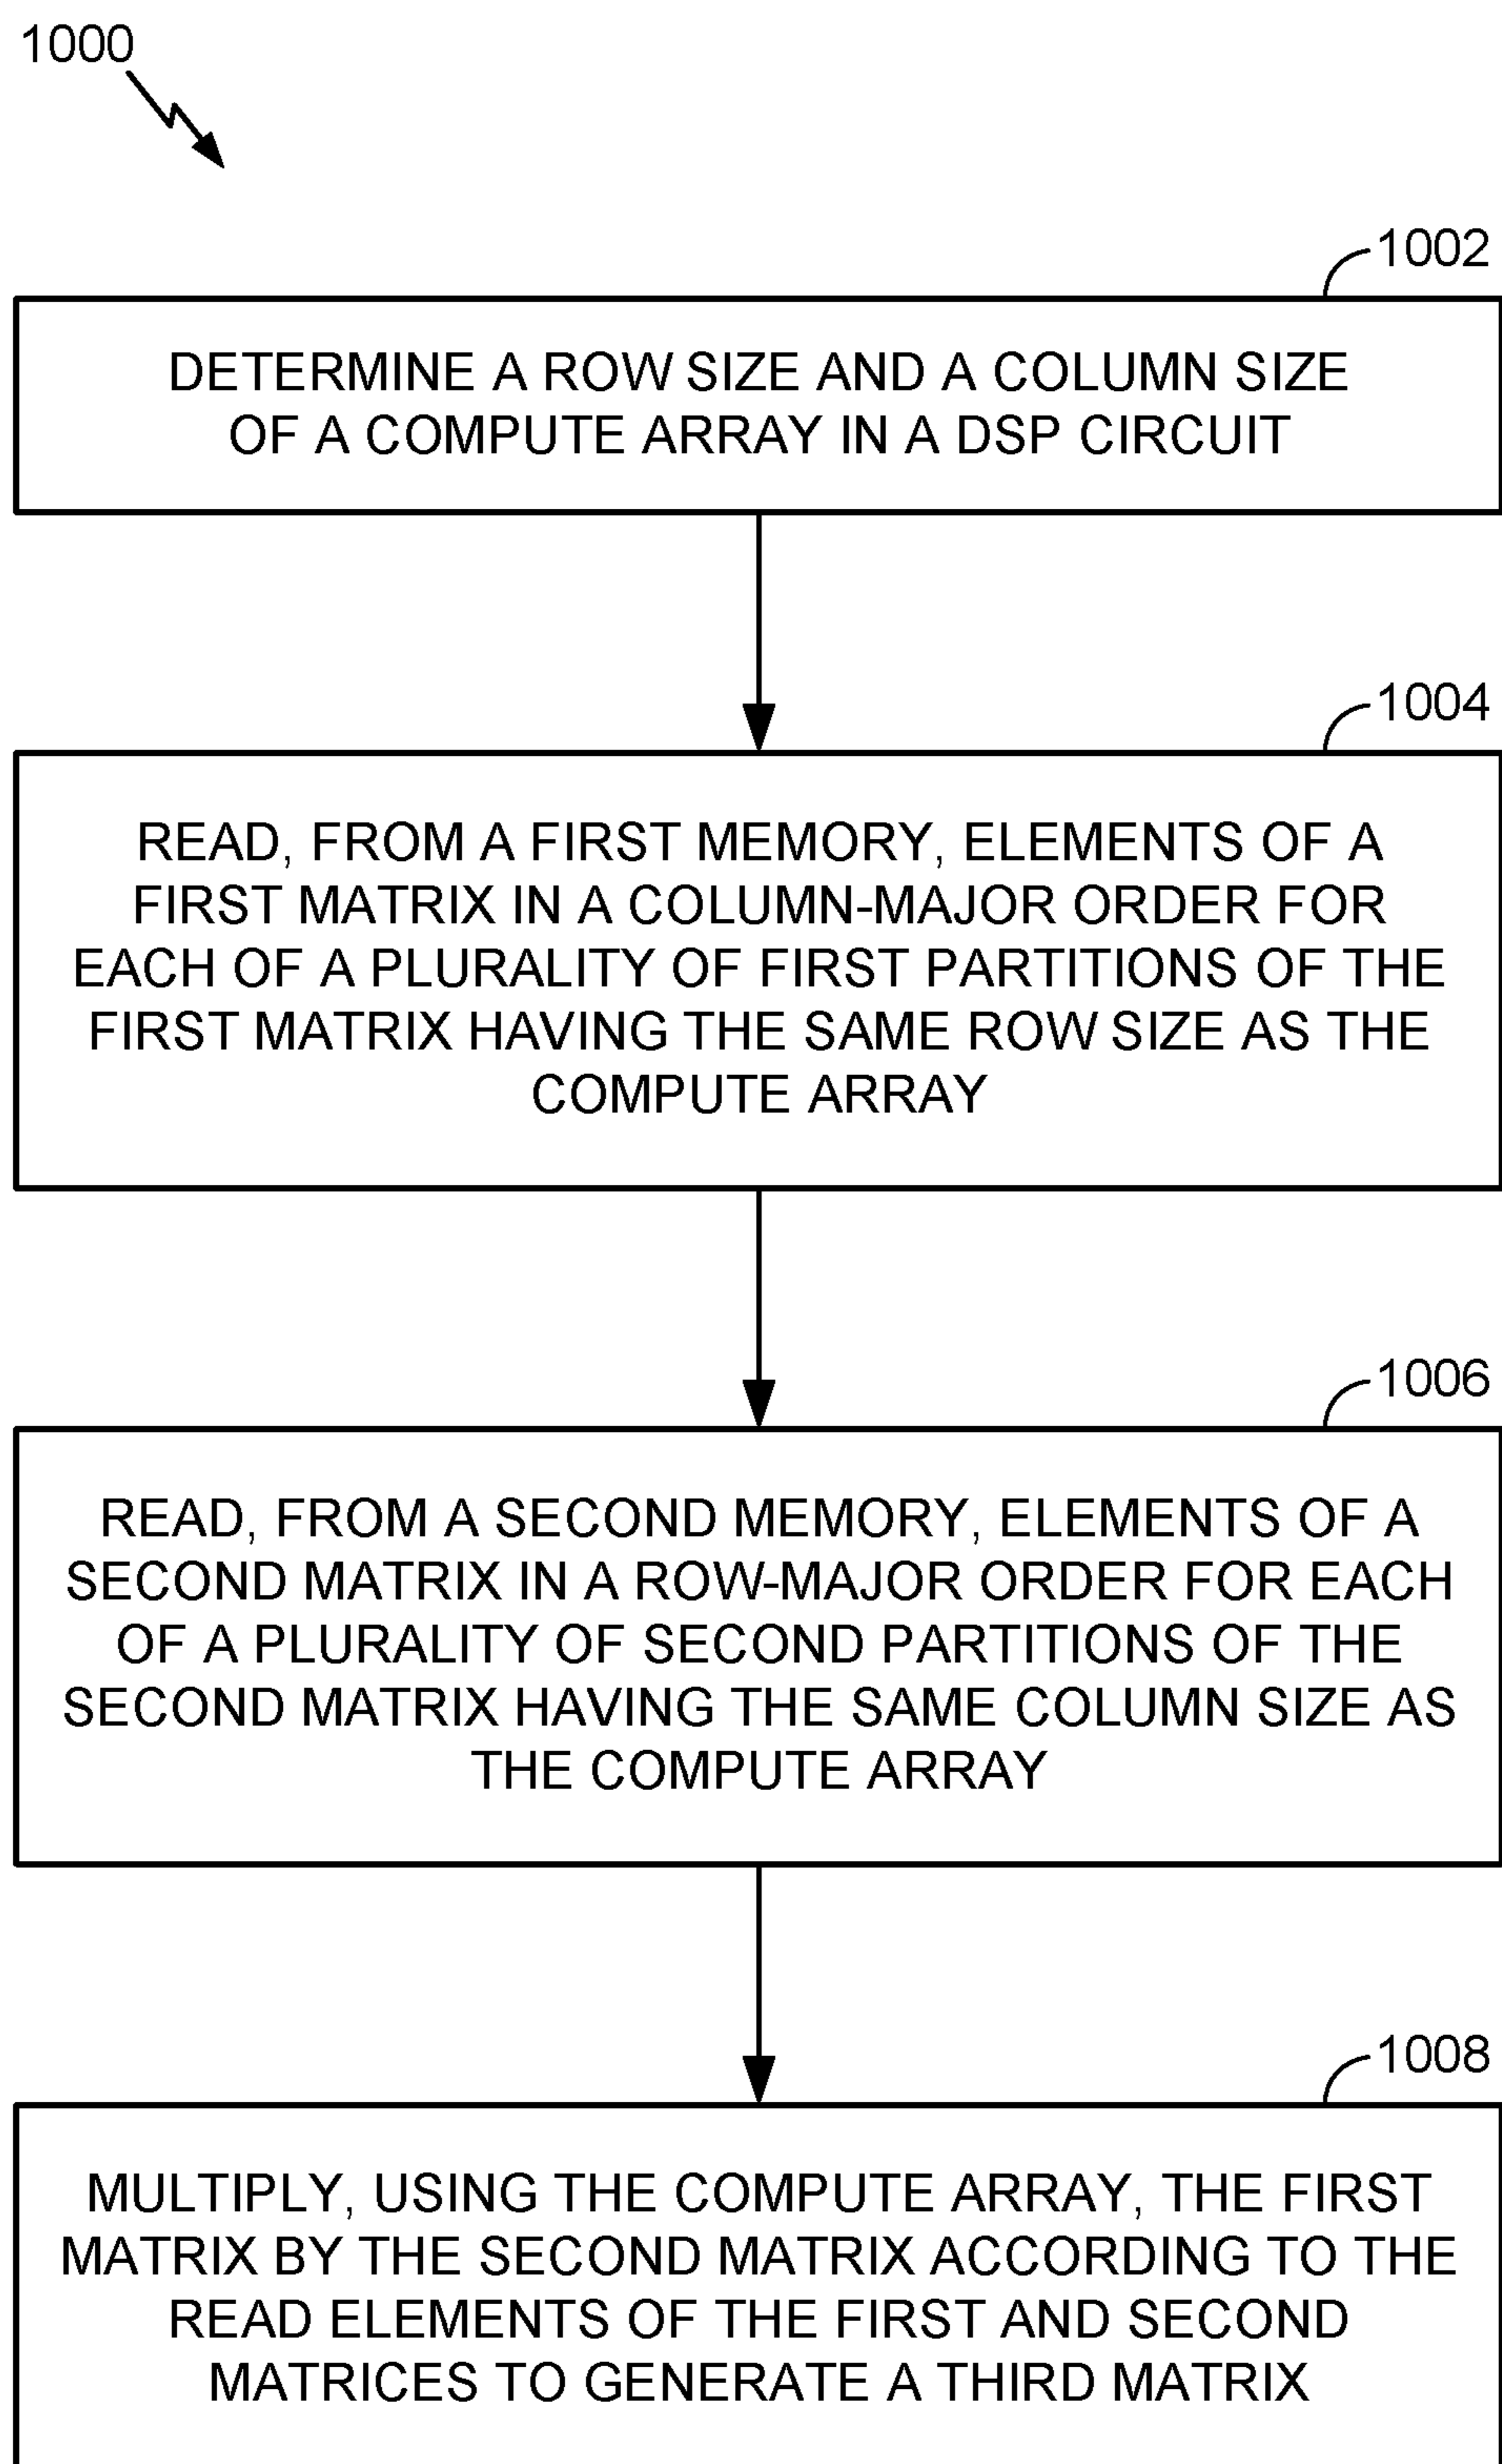 1000
1002
DETERMINE A ROW SIZE AND A COLUMN SIZE
OF A COMPUTE ARRAY IN A DSP CIRCUIT
1004
READ, FROM A FIRST MEMORY, ELEMENTS OF A
FIRST MATRIX IN A COLUMN-MAJOR ORDER FOR
EACH OF A PLURALITY OF FIRST PARTITIONS OF THE
FIRST MATRIX HAVING THE SAME ROW SIZE AS THE
COMPUTE ARRAY
1006
READ, FROM A SECOND MEMORY, ELEMENTS OF A
SECOND MATRIX IN A ROW-MAJOR ORDER FOR EACH
OF A PLURALITY OF SECOND PARTITIONS OF THE
SECOND MATRIX HAVING THE SAME COLUMN SIZE AS
THE COMPUTE ARRAY
1008
MULTIPLY, USING THE COMPUTE ARRAY, THE FIRST
MATRIX BY THE SECOND MATRIX ACCORDING TO THE
READ ELEMENTS OF THE FIRST AND SECOND
MATRICES TO GENERATE A THIRD MATRIX